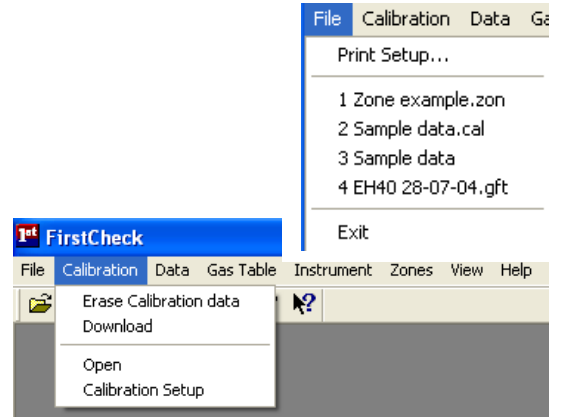 File Calibration Data Ga
Print Setup...
1 Zone example.zon
2 Sample data.cal
3 Sample data
4 EH40 28-07-04.gft
Exit
1st FirstCheck
File Calibration Data Gas Table Instrument Zones View Help
Erase Calibration data
Download
Open
Calibration Setup